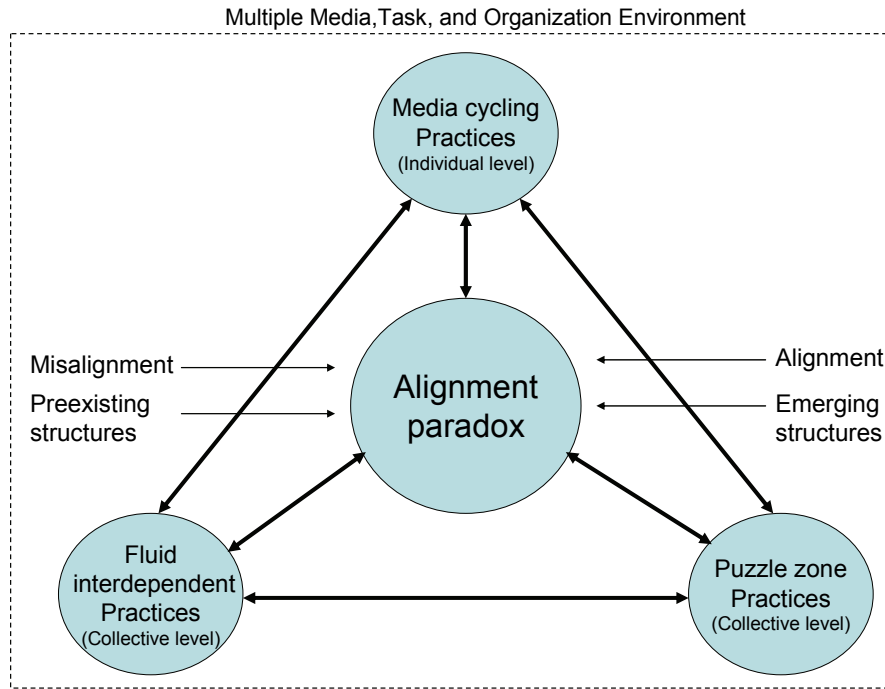 Multiple Media,Task, and Organization Environment
Media cycling
Practices
(Individual level)
Misalignment
Preexisting
structures
Alignment
paradox
Alignment
Emerging
structures
Fluid
interdependent
Practices
(Collective level)
Puzzle zone
Practices
(Collective level)